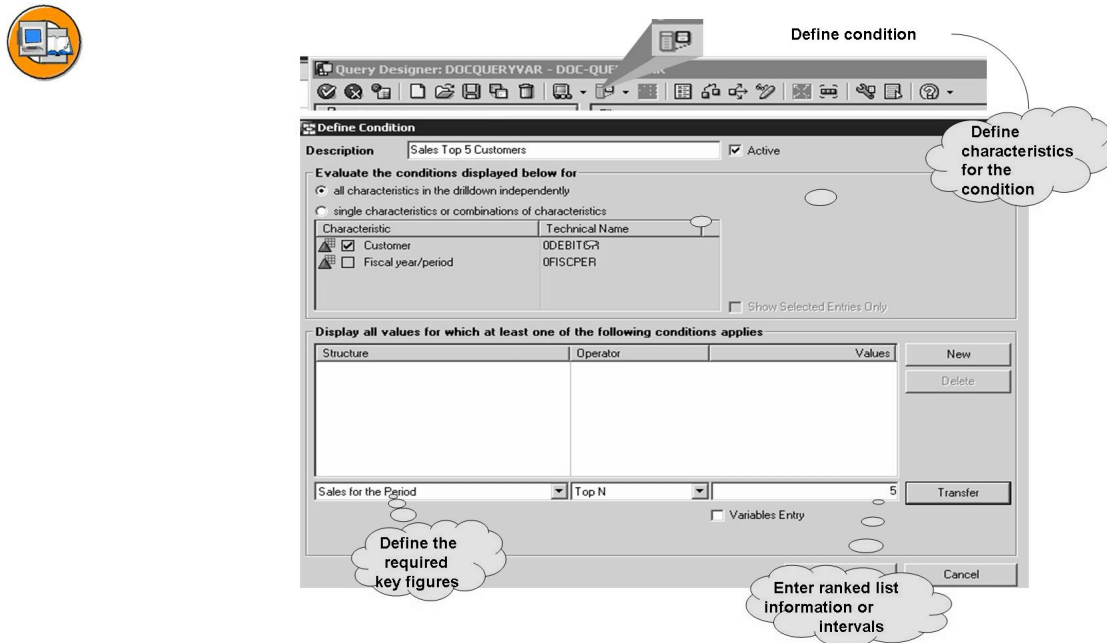 Define condition
Query Designer: DOCQUERYVAR - DOC-QUE
Define Condition
Description Sales Top 5 Customers Active
Define
characteristics
for the
condition
Evaluate the conditions displayed below for
all characteristics in the drilldown independently
single characteristics or combinations of characteristics
Characteristic Technical Name
Customer
Fiscal year/period 0FISCPER
Show Selected Entries Only
Display all values for which at least one of the following conditions applies
Structure Operator Values New
Delete
Sales for the Period Top N 5 Transfer
Variables Entry
Define the
required
key figures
Cancel
Enter ranked list
information or
intervals